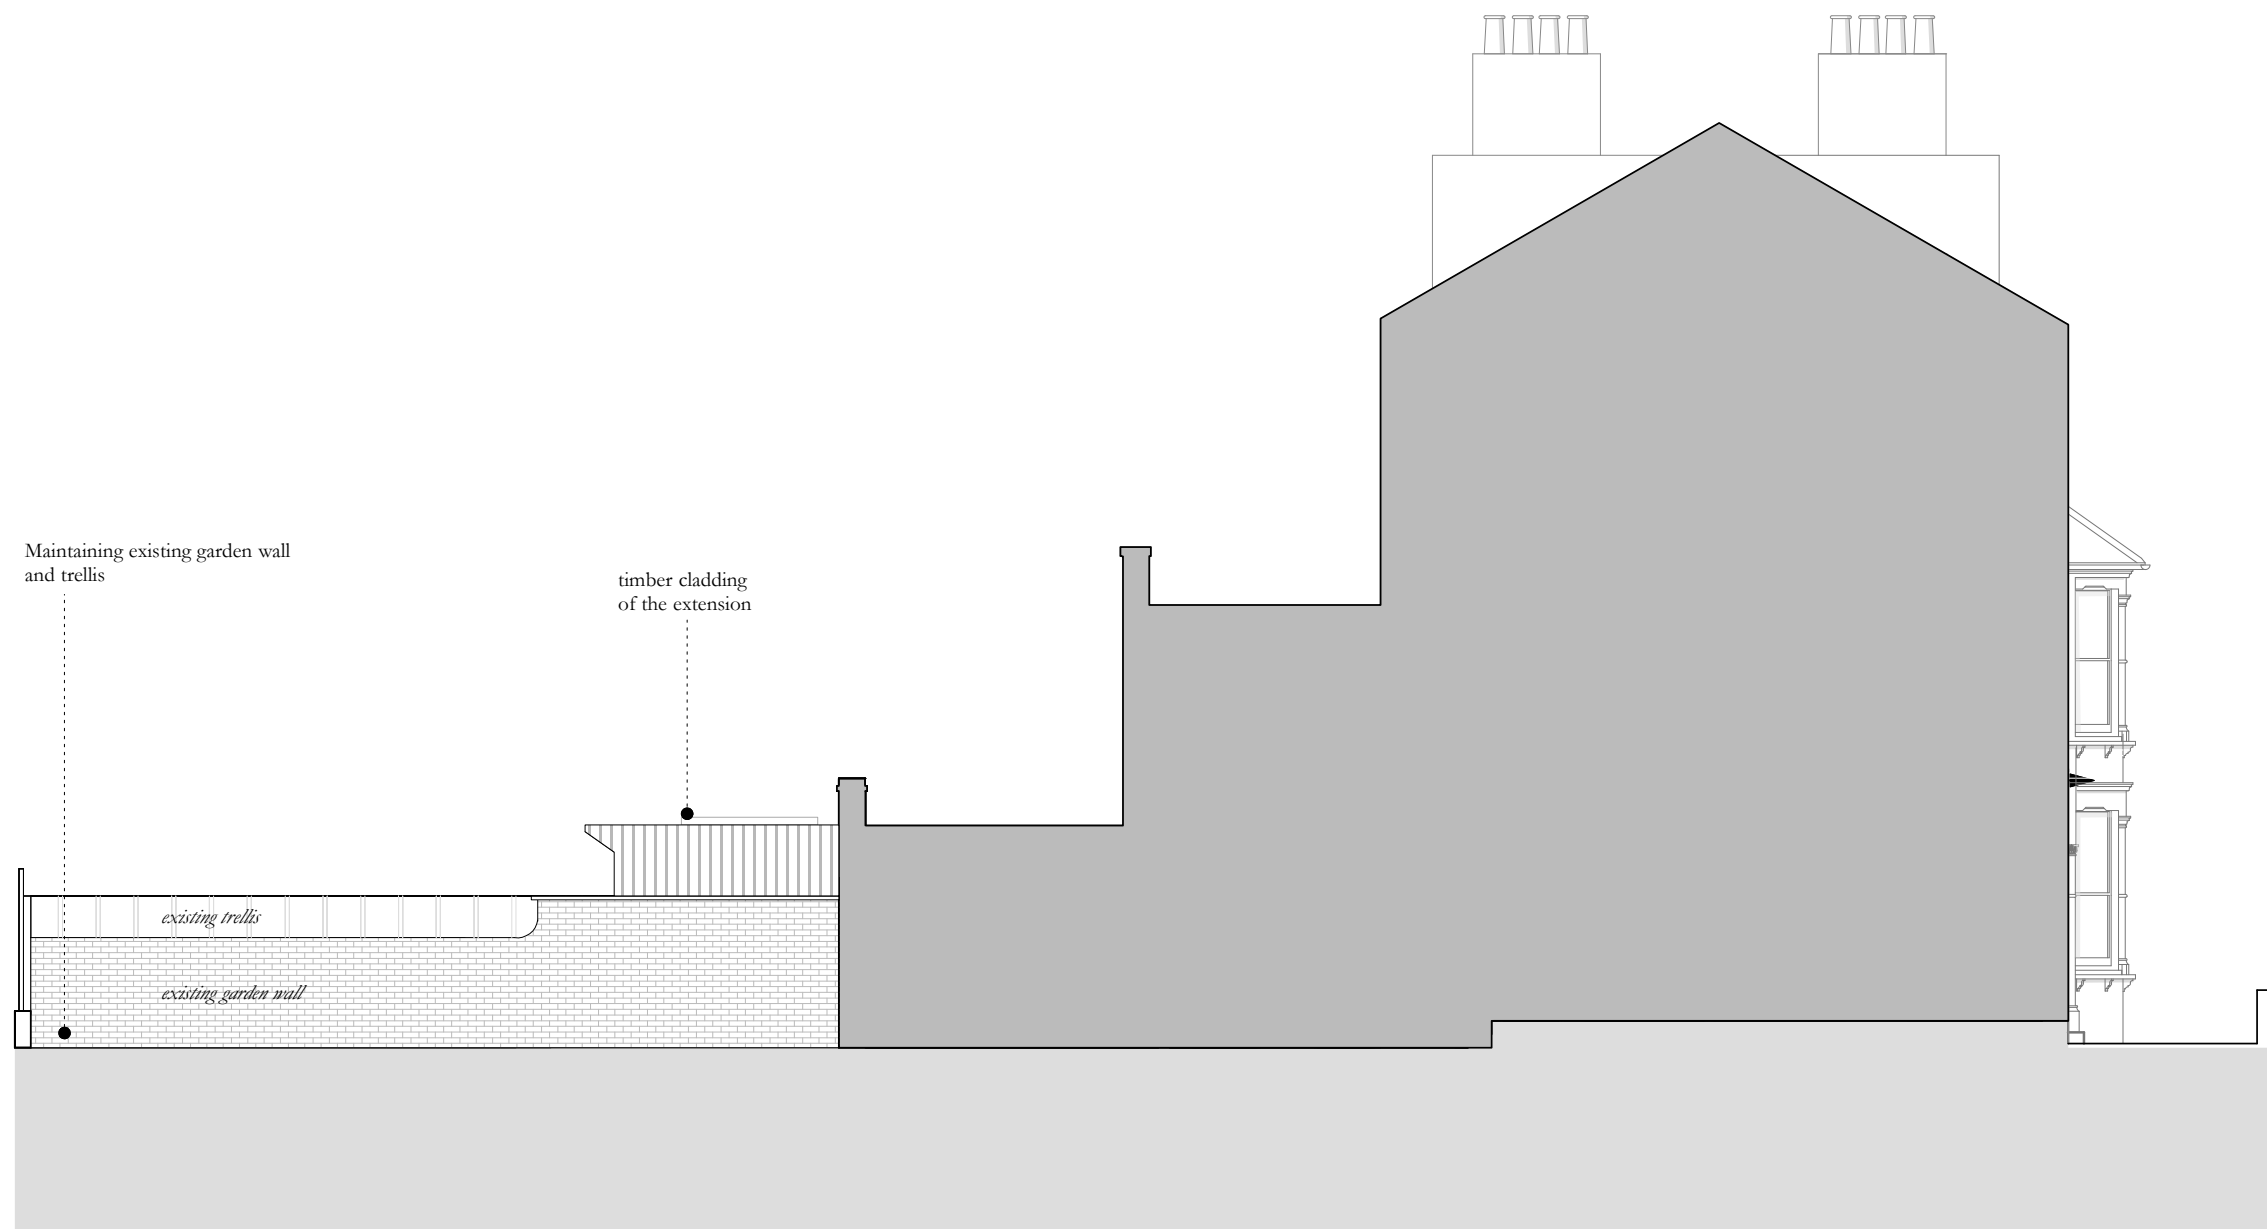 Maintaining existing garden wall
and trellis
timber cladding
of the extension
existing trellis
existing garden wall